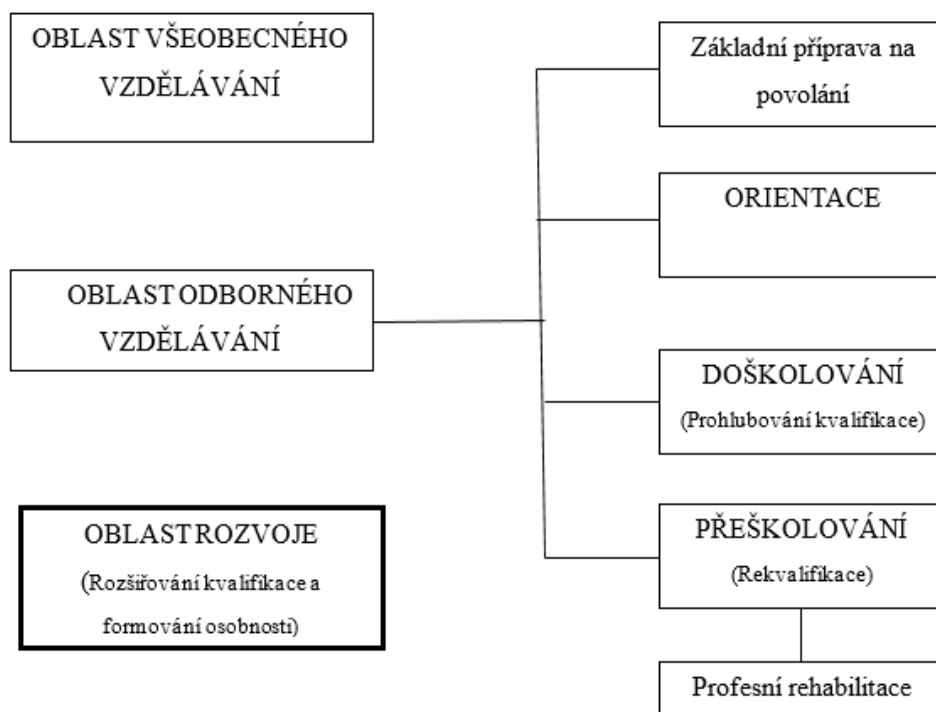 OBLAST VŠEOBECNÉHO
VZDĚLÁVÁNÍ
OBLAST ODBORNÉHO
VZDĚLÁVÁNÍ
OBLAST ROZVOJE
(Rozšiřování kvalifikace a
formování osobnosti)
Základní příprava na
povolání
ORIENTACE
DOŠKOLOVÁNÍ
(Prohlubování kvalifikace)
PŘEŠKOLOVÁNÍ
(Rekvalifikace)
Profesní rehabilitace